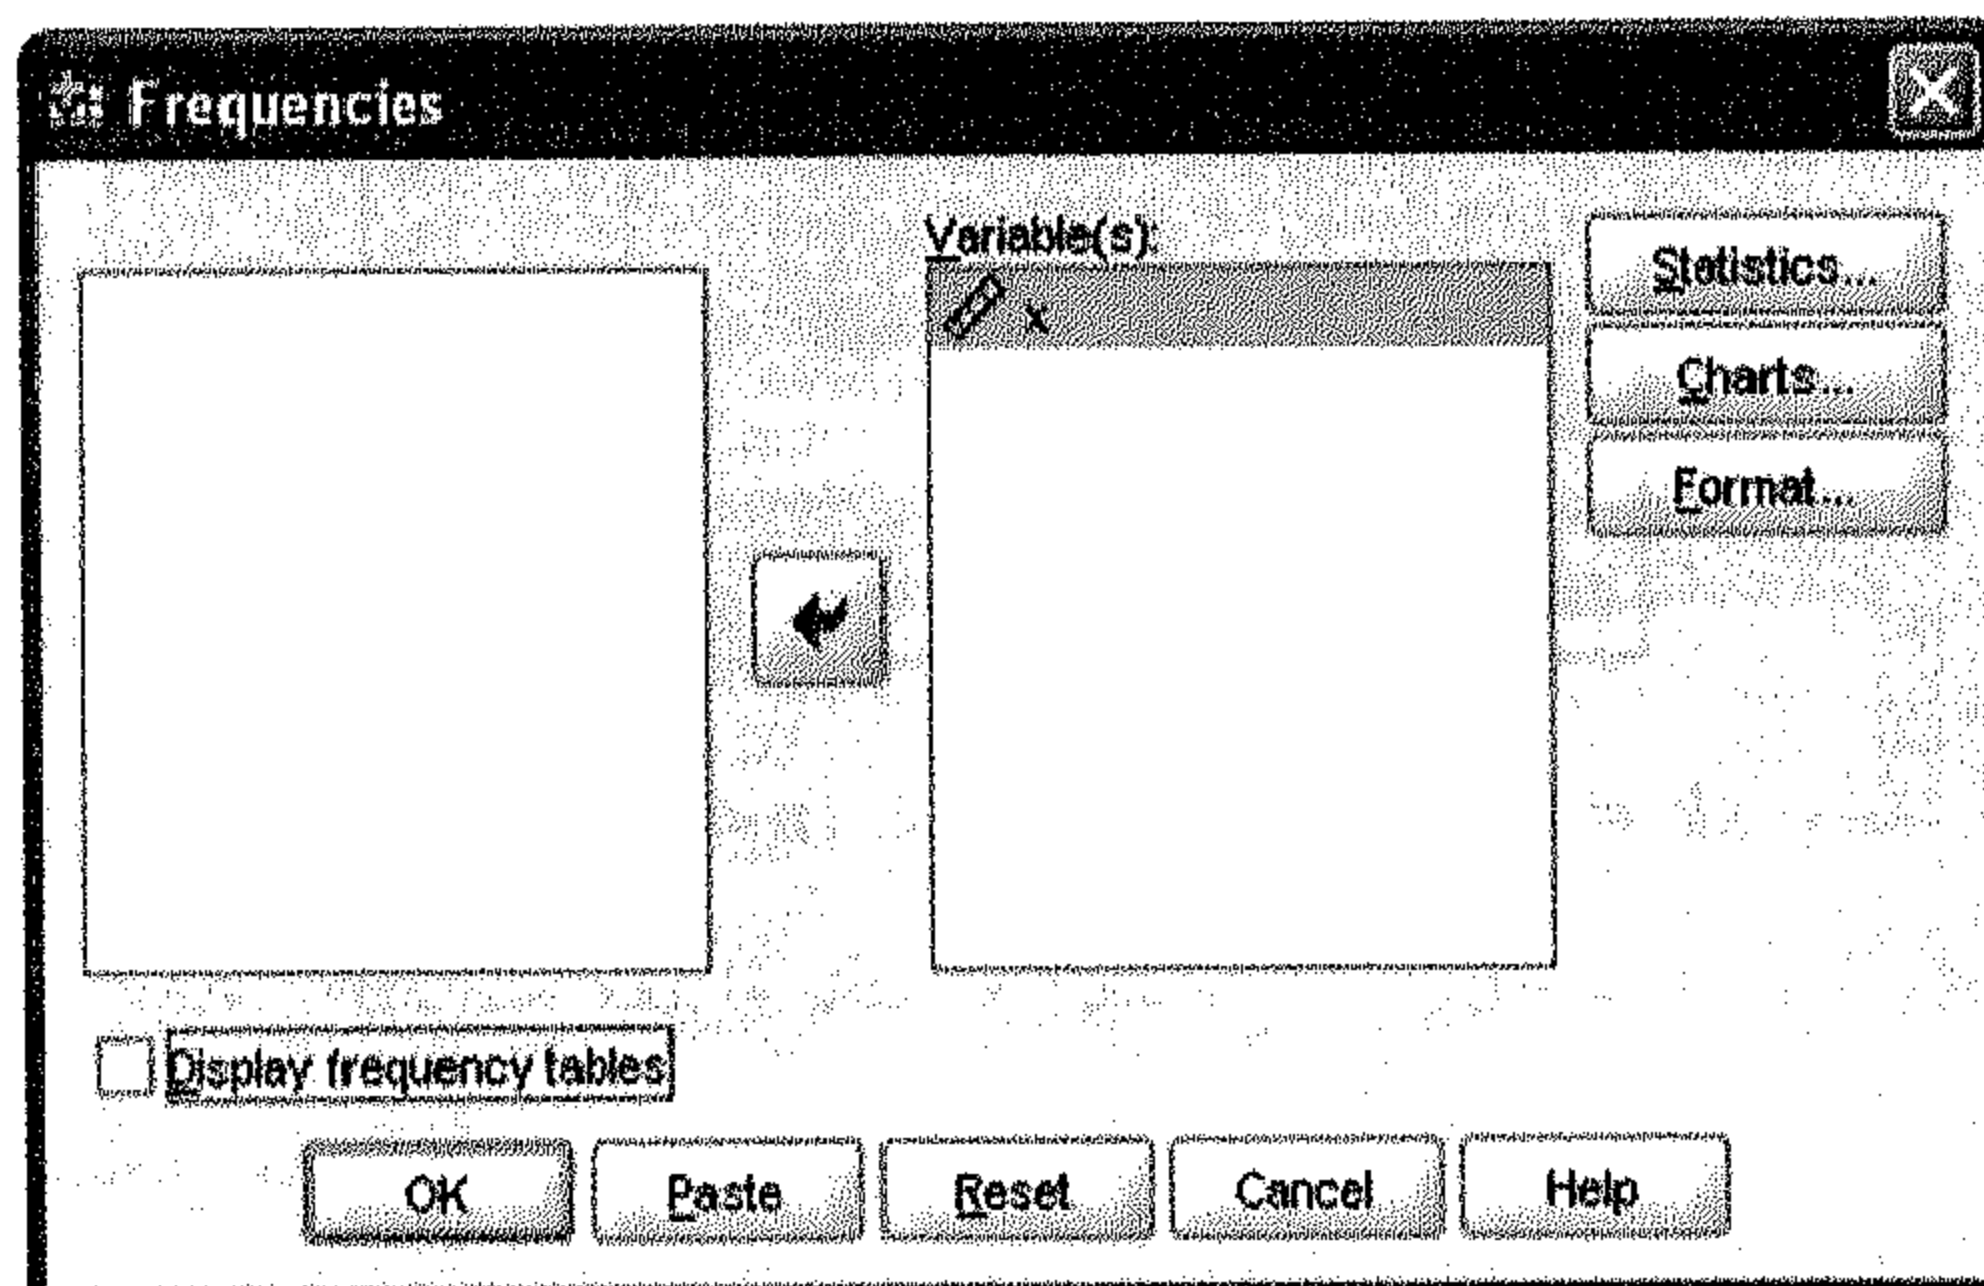 Frequencies
Variable(s):
x
Statistics...
Charts...
Format...
Display frequency tables
OK
Paste
Reset
Cancel
Help